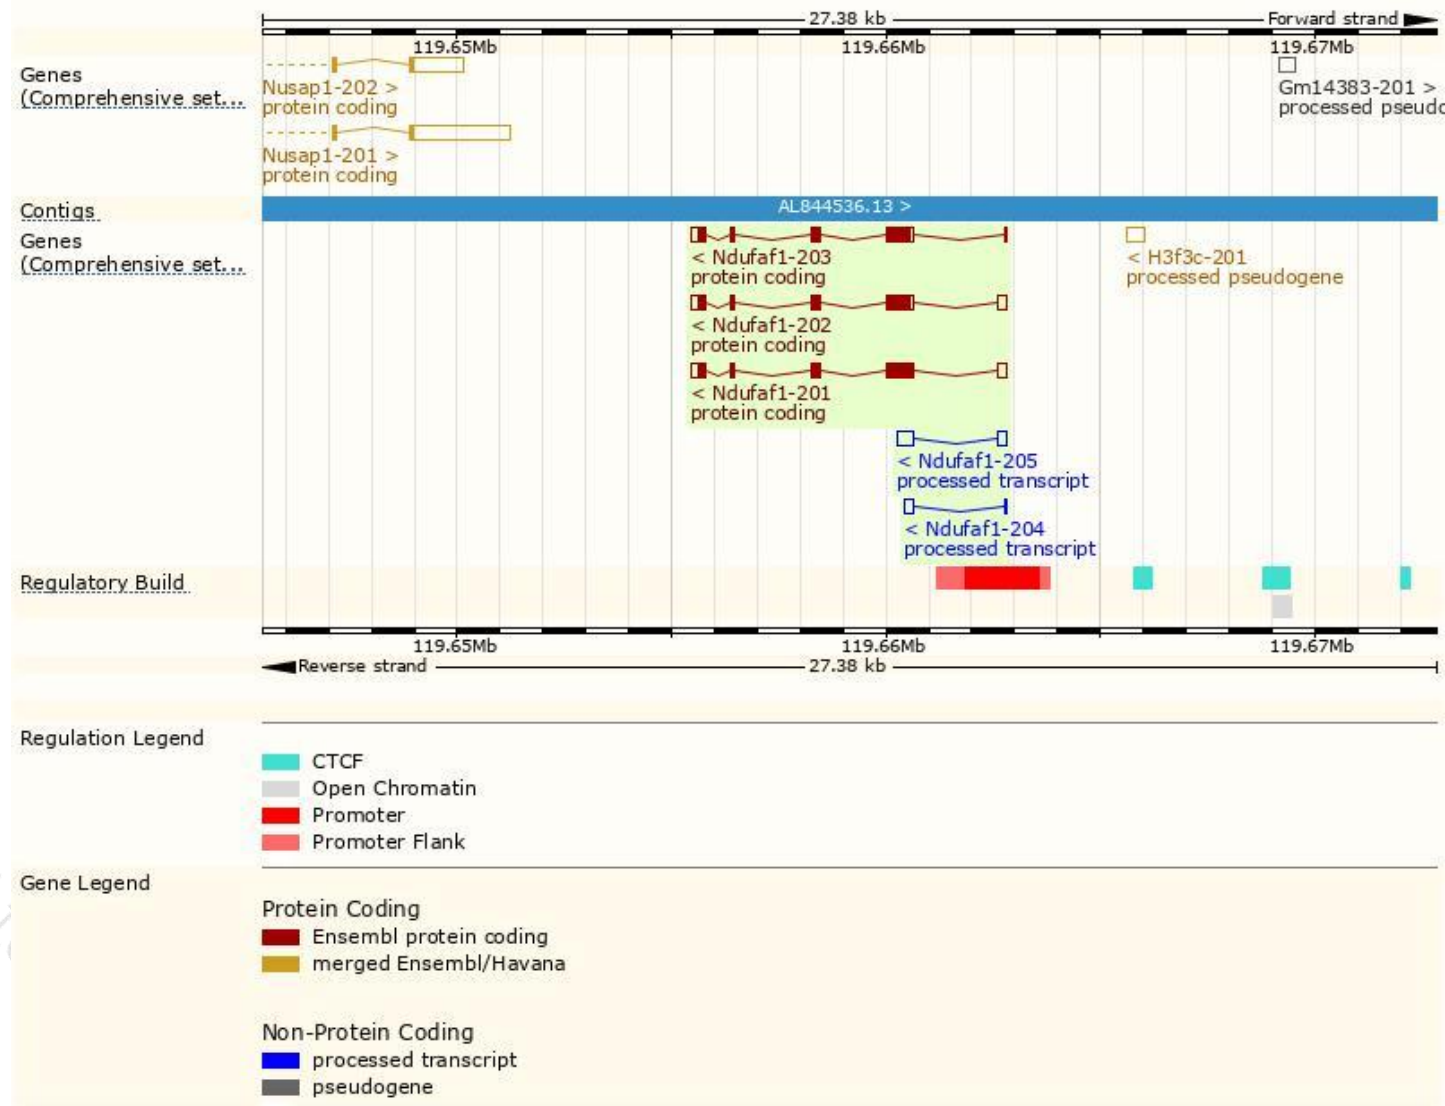 27.38 kb
Forward strand
119.65Mb 119.66Mb 119.67Mb
Genes
(Comprehensive set...
Nusap1-202 >
protein coding
Gm14383-201 >
processed pseudo
Nusap1-201 >
protein coding
Contigs
AL844536.13 >
Genes
(Comprehensive set...
< Ndufaf1-203
protein coding
< H3f3c-201
processed pseudogene
< Ndufaf1-202
protein coding
< Ndufaf1-201
protein coding
< Ndufaf1-205
processed transcript
< Ndufaf1-204
processed transcript
Regulatory Build
119.65Mb 119.66Mb 119.67Mb
Reverse strand
27.38 kb
Regulation Legend
CTCF
Open Chromatin
Promoter
Promoter Flank
Gene Legend
Protein Coding
Ensembl protein coding
merged Ensembl/Havana
Non-Protein Coding
processed transcript
pseudogene